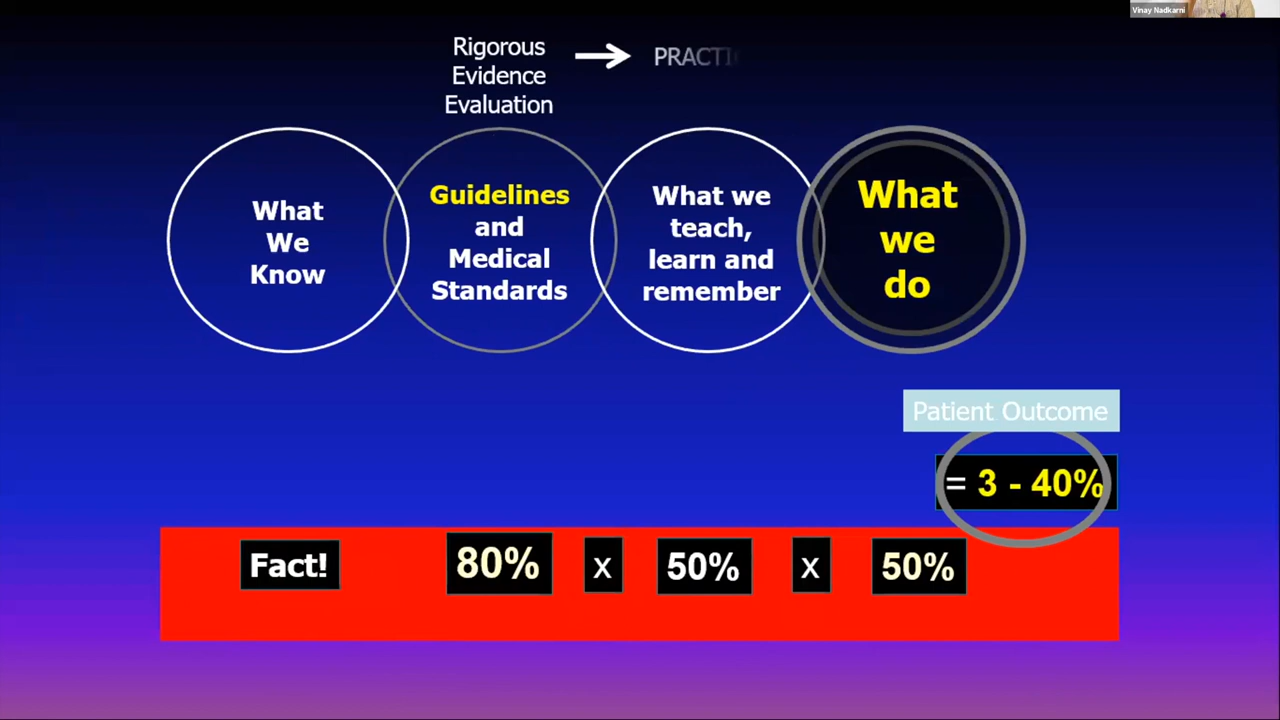 Vinay Nadkarni
Rigorous
Evidence
Evaluation
What
We
Know
Guidelines
and
Medical
Standards
What we
teach,
learn and
remember
What
we
do
Patient Outcome
= 3 - 40%
Fact!
80%
x
50%
x
50%